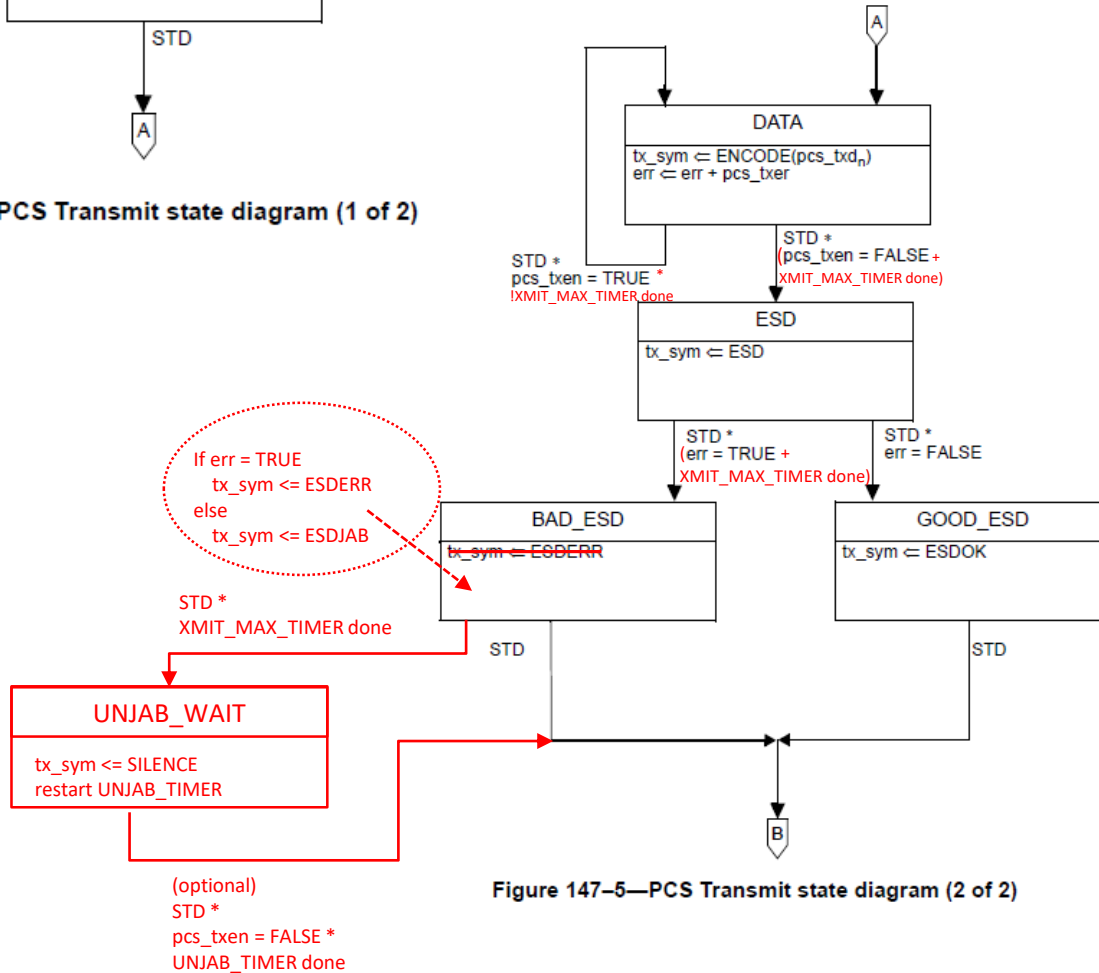 STD
A
PCS Transmit state diagram (1 of 2)
A
DATA
tx_sym ⇐ ENCODE(pcs_txdₙ)
err ⇐ err + pcs_txer
STD *
pcs_txen = TRUE *
!XMIT_MAX_TIMER done
STD *
(pcs_txen = FALSE +
XMIT_MAX_TIMER done)
ESD
tx_sym ⇐ ESD
STD *
(err = TRUE +
XMIT_MAX_TIMER done)
STD *
err = FALSE
If err = TRUE
tx_sym <= ESDERR
else
tx_sym <= ESDJAB
BAD_ESD
tx_sym ⇐ ESDERR
GOOD_ESD
tx_sym ⇐ ESDOK
STD *
XMIT_MAX_TIMER done
STD
STD
UNJAB_WAIT
tx_sym <= SILENCE
restart UNJAB_TIMER
B
(optional)
STD *
pcs_txen = FALSE *
UNJAB_TIMER done
Figure 147–5—PCS Transmit state diagram (2 of 2)